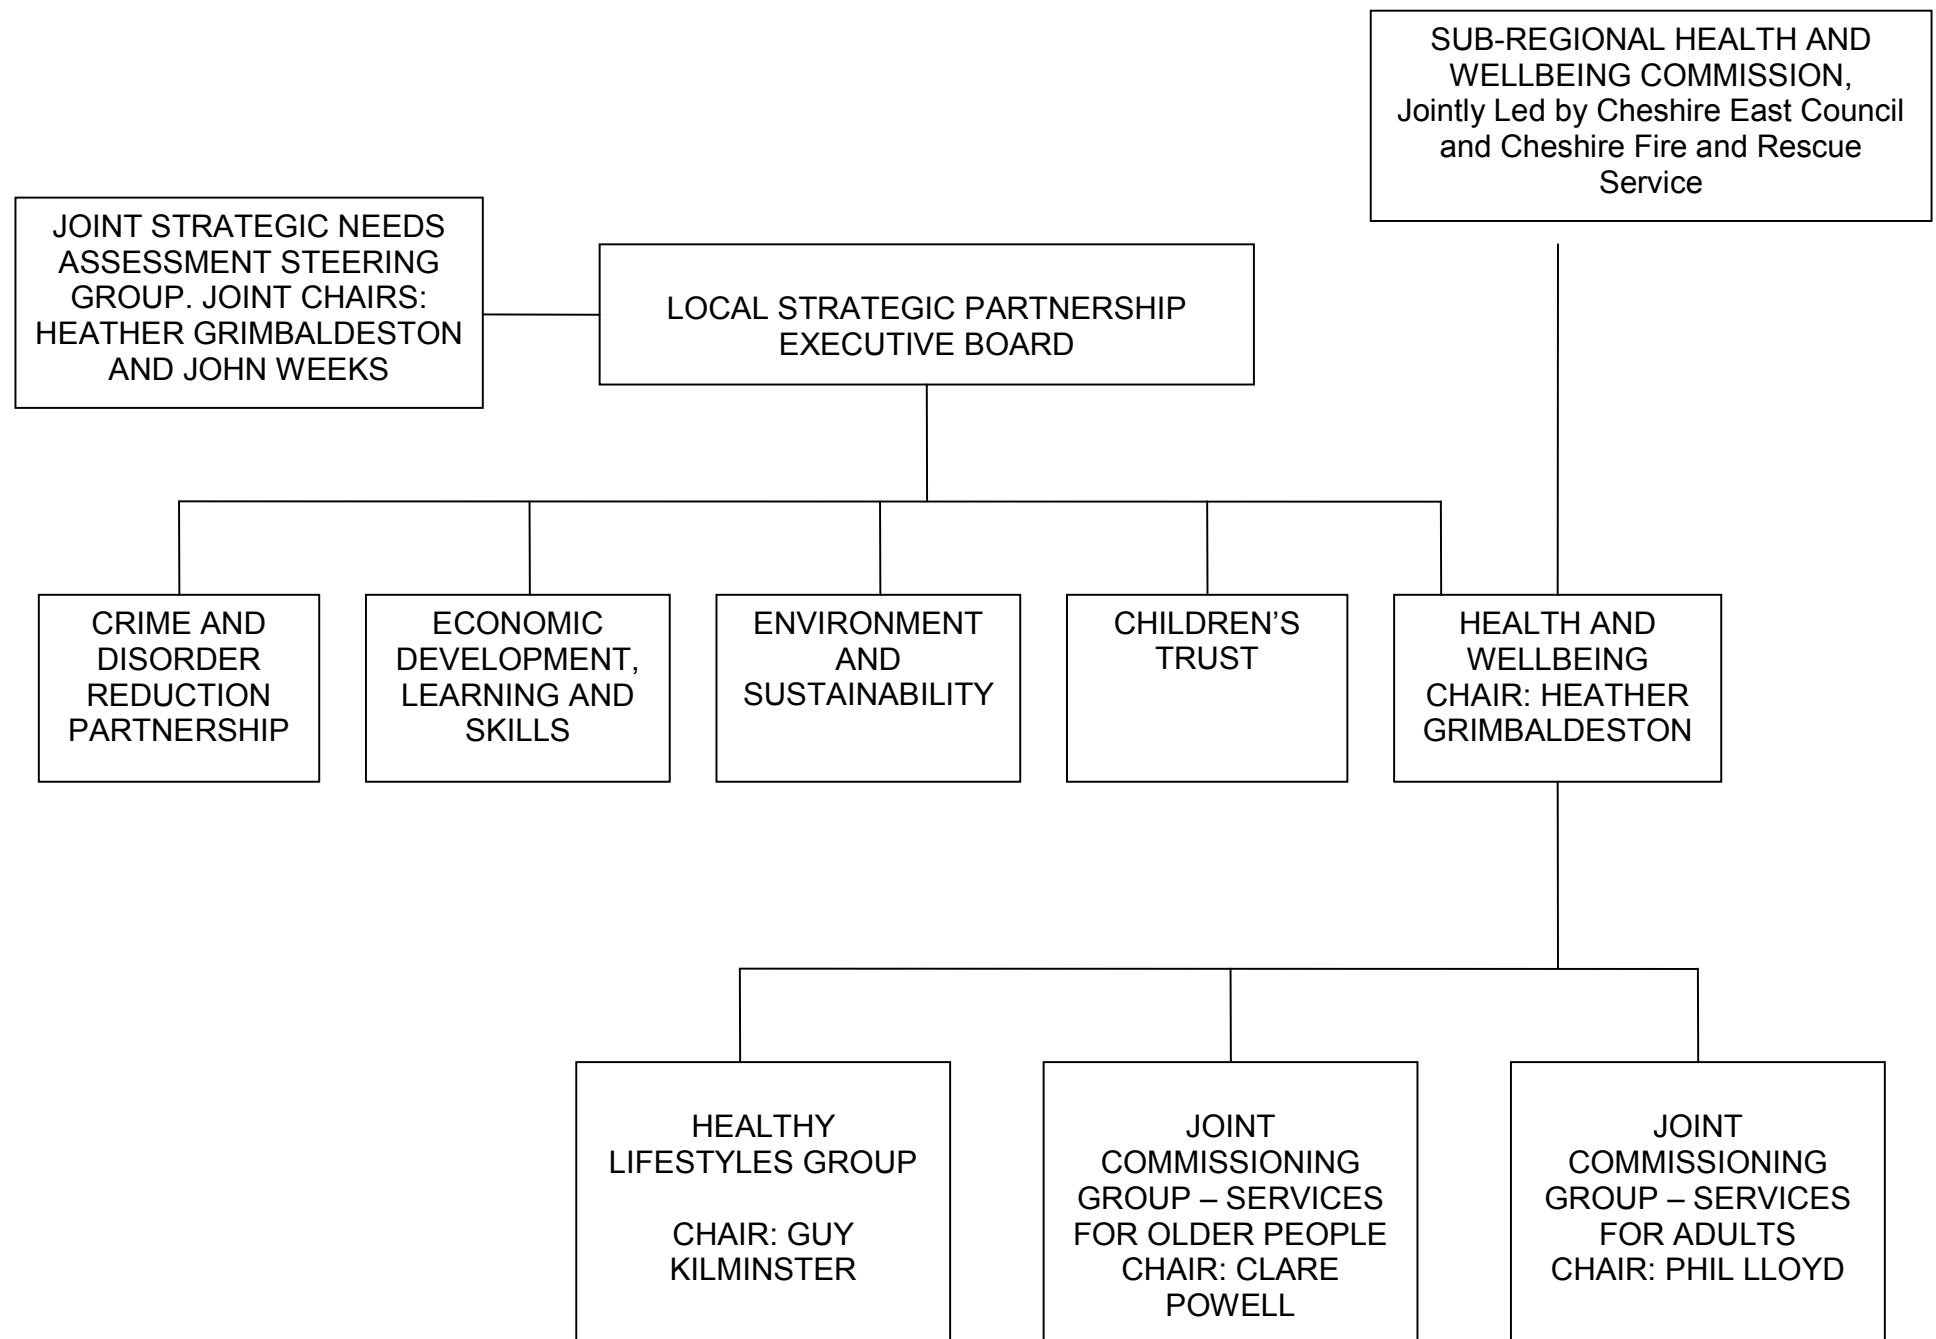 SUB-REGIONAL HEALTH AND
WELLBEING COMMISSION,
Jointly Led by Cheshire East Council
and Cheshire Fire and Rescue
Service
JOINT STRATEGIC NEEDS
ASSESSMENT STEERING
GROUP. JOINT CHAIRS:
HEATHER GRIMBALDESTON
AND JOHN WEEKS
LOCAL STRATEGIC PARTNERSHIP
EXECUTIVE BOARD
CRIME AND
DISORDER
REDUCTION
PARTNERSHIP
ECONOMIC
DEVELOPMENT,
LEARNING AND
SKILLS
ENVIRONMENT
AND
SUSTAINABILITY
CHILDREN’S
TRUST
HEALTH AND
WELLBEING
CHAIR: HEATHER
GRIMBALDESTON
HEALTHY
LIFESTYLES GROUP
CHAIR: GUY
KILMINSTER
JOINT
COMMISSIONING
GROUP – SERVICES
FOR OLDER PEOPLE
CHAIR: CLARE
POWELL
JOINT
COMMISSIONING
GROUP – SERVICES
FOR ADULTS
CHAIR: PHIL LLOYD